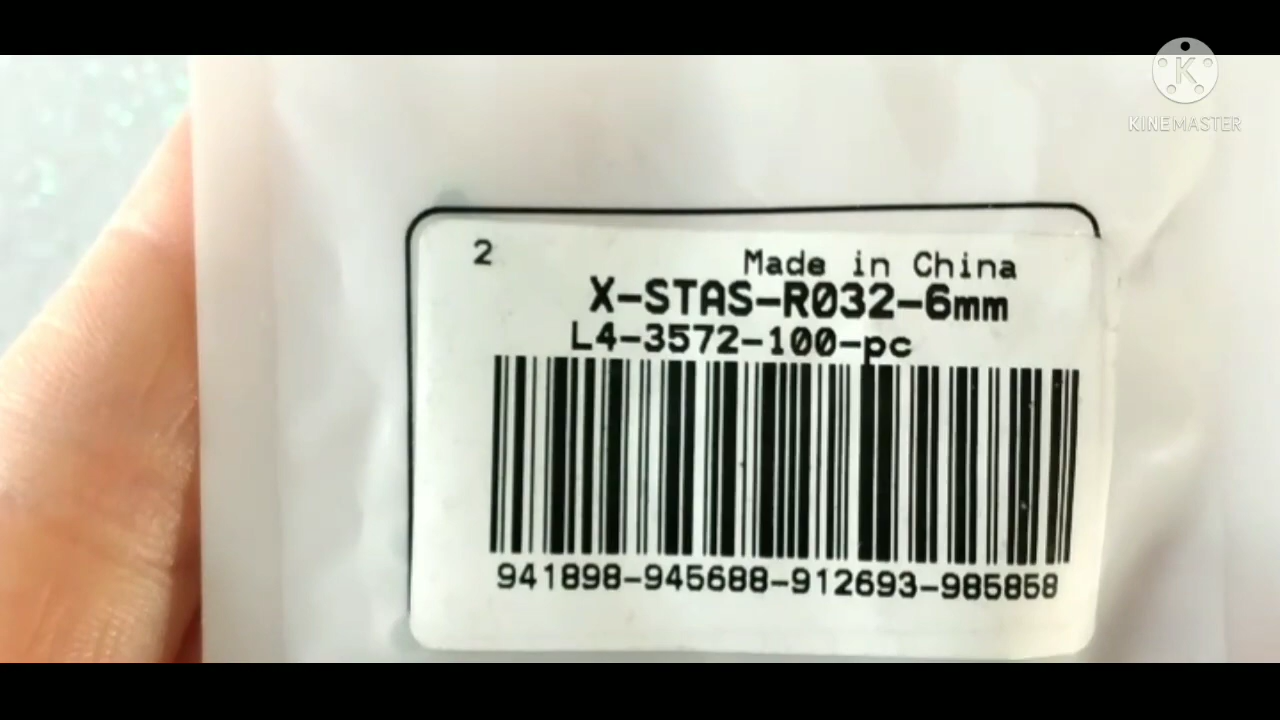 K
KINEMASTER
2
Made in China
X-STAS-R032-6mm
L4-3572-100-pc
941898-945688-912693-985858